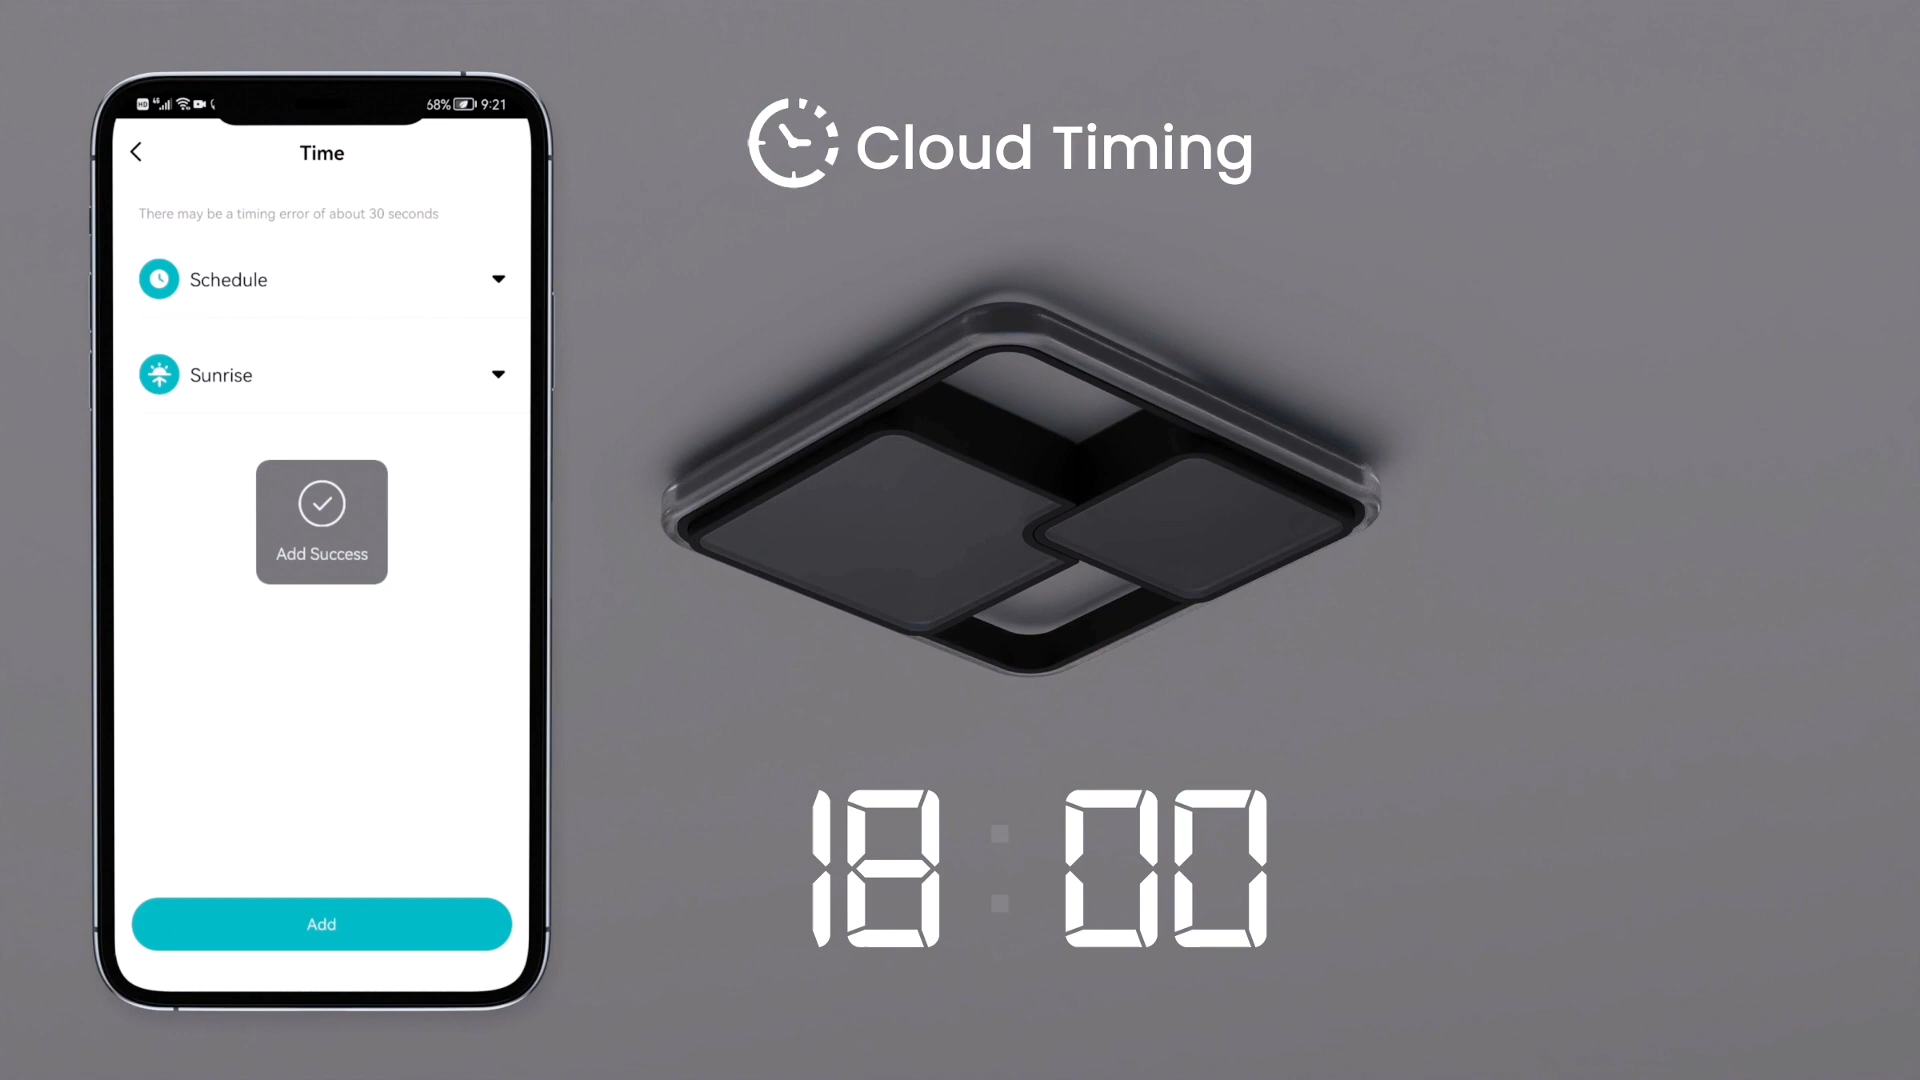 HD 68% 9:21
Time
There may be a timing error of about 30 seconds
Schedule
Sunrise
Add Success
Add
Cloud Timing
18:00